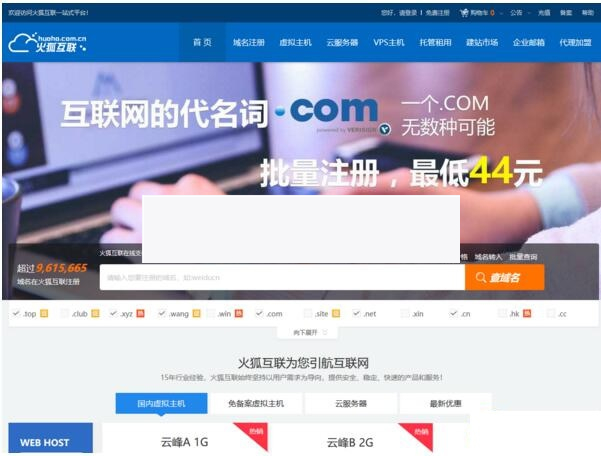 欢迎访问火狐互联一站式平台！
您好，请登录 | 免费注册 购物车 0 公告 充值 备案 帮助
huoho.com.cn
火狐互联
首 页 域名注册 虚拟主机 云服务器 VPS主机 托管租用 建站市场 企业邮箱 代理加盟
互联网的代名词 .com
powered by VERISIGN
一个.COM
无数种可能
批量注册，最低44元
火狐互联在线支
格 域名转入 批量查询
超过9,615,665
域名在火狐互联注册
请输入您要注册的域名，如:weiducn
查域名
.top .club .xyz 热 .wang .win 热 .com .site .net .xin .cn .hk 热 .cc
向下展开
火狐互联为您引航互联网
15年行业经验，火狐互联始终坚持以用户需求为导向，提供安全、稳定、快速的产品和服务！
国内虚拟主机 免备案虚拟主机 云服务器 最新优惠
WEB HOST
云峰A 1G 热销
云峰B 2G 热销